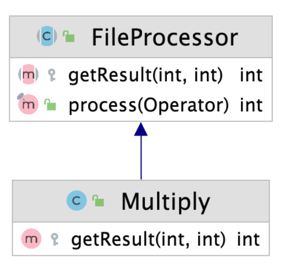 FileProcessor
getResult(int, int) int
process(Operator) int
Multiply
getResult(int, int) int